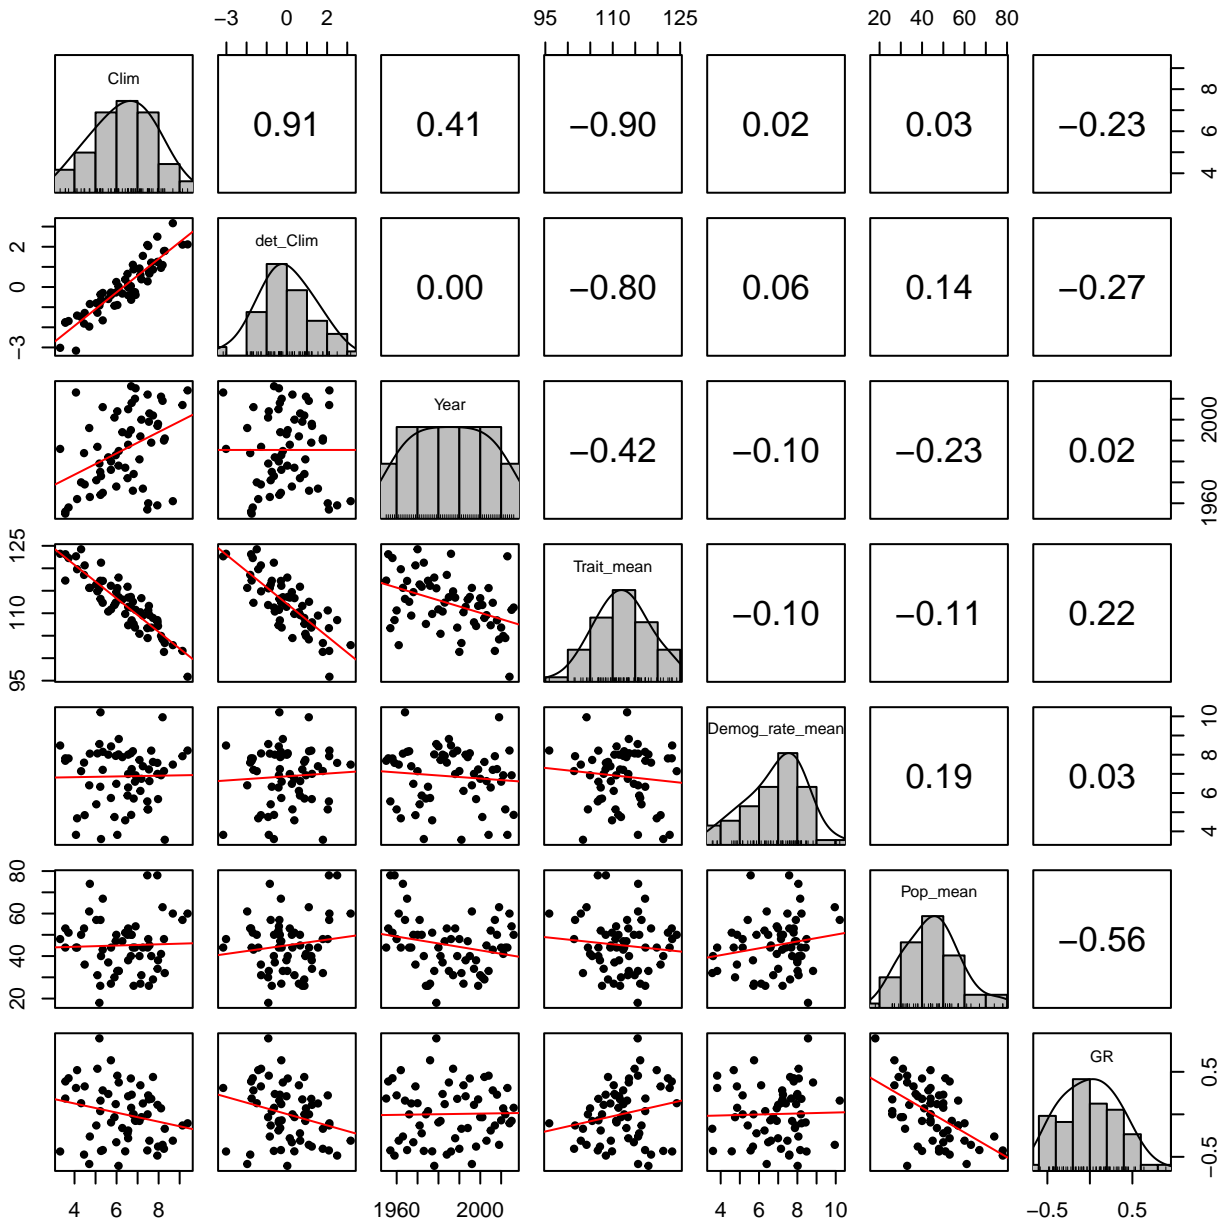 −3 0 2 95 110 125 20 40 60 80
Clim 0.91 0.41 −0.90 0.02 0.03 −0.23
4 6 8
−3 0 2
det_Clim 0.00 −0.80 0.06 0.14 −0.27
Year −0.42 −0.10 −0.23 0.02
1960 2000
95 110 125
Trait_mean −0.10 −0.11 0.22
Demog_rate_mean 0.19 0.03
4 6 8 10
20 40 60 80
Pop_mean −0.56
GR
−0.5 0.5
4 6 8 1960 2000 4 6 8 10 −0.5 0.5